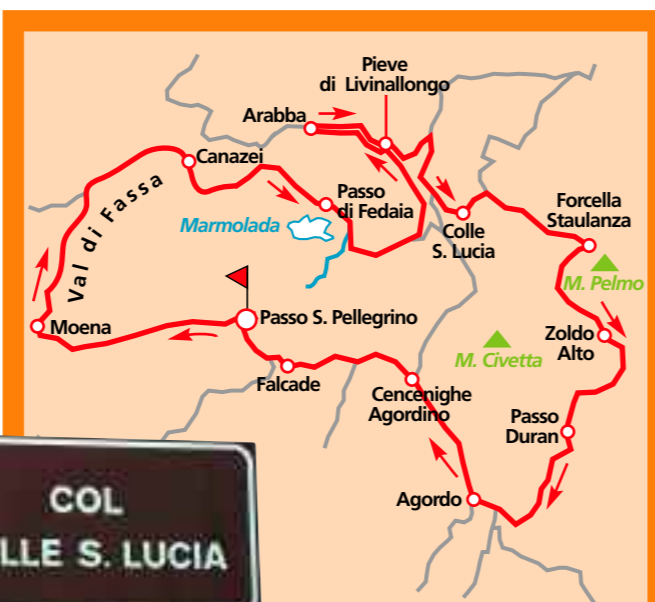 Pieve
di Livinallongo
Arabba
Canazei
Passo
di Fedaia
Forcella
Staulanza
Val di Fassa
Marmolada
Colle
S. Lucia
M. Pelmo
Moena
Passo S. Pellegrino
Zoldo
Alto
M. Civetta
Falcade
Cencenighe
Agordino
Passo
Duran
Agordo
COL
LLE S. LUCIA